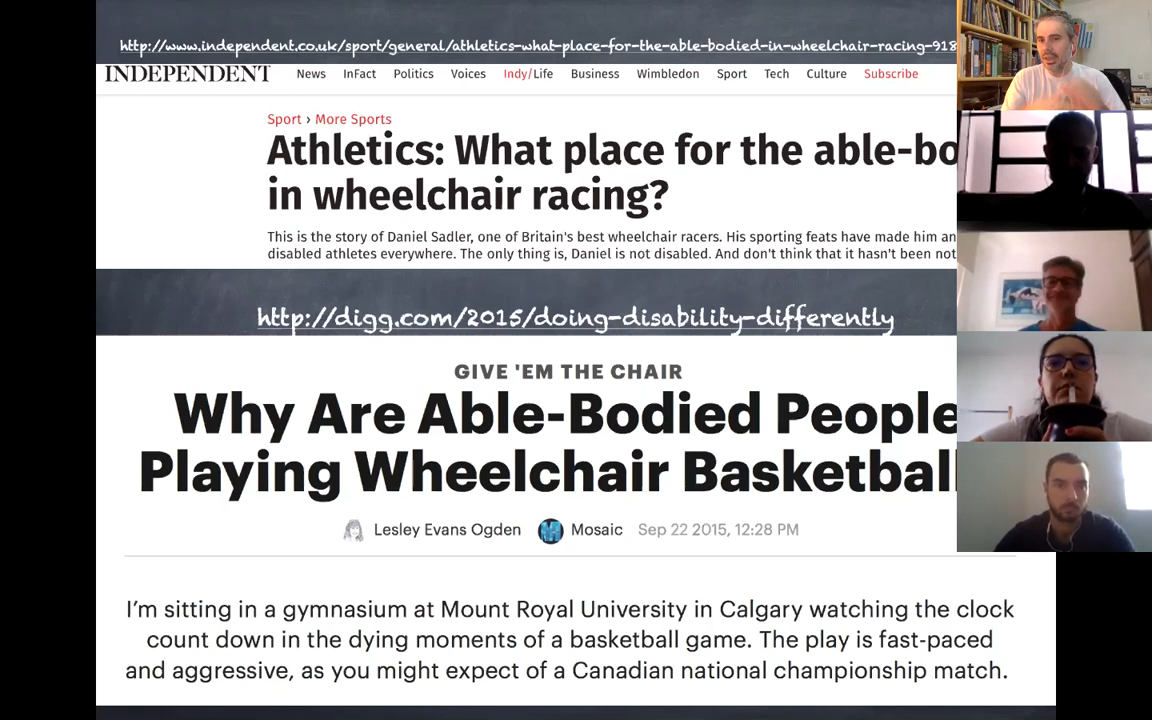 http://www.independent.co.uk/sport/general/athletics-what-place-for-the-able-bodied-in-wheelchair-racing-918
INDEPENDENT News InFact Politics Voices Indy/Life Business Wimbledon Sport Tech Culture Subscribe
Sport › More Sports
Athletics: What place for the able-bo
in wheelchair racing?
This is the story of Daniel Sadler, one of Britain's best wheelchair racers. His sporting feats have made him an
disabled athletes everywhere. The only thing is, Daniel is not disabled. And don't think that it hasn't been not
http://digg.com/2015/doing-disability-differently
GIVE 'EM THE CHAIR
Why Are Able-Bodied People
Playing Wheelchair Basketball
Lesley Evans Ogden Mosaic Sep 22 2015, 12:28 PM
I'm sitting in a gymnasium at Mount Royal University in Calgary watching the clock
count down in the dying moments of a basketball game. The play is fast-paced
and aggressive, as you might expect of a Canadian national championship match.